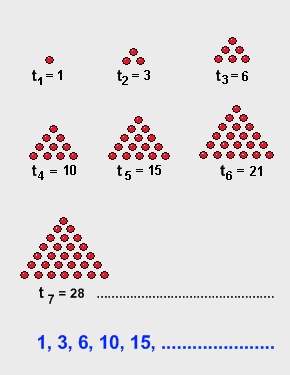 t1 = 1 t2 = 3 t3 = 6
t4 = 10 t5 = 15 t6 = 21
t7 = 28 ................................................
1, 3, 6, 10, 15, ......................